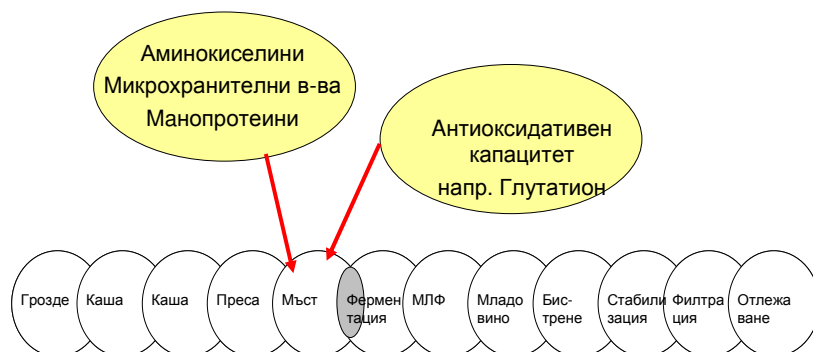 Аминокиселини
Микрохранителни в-ва
Манопротеини
Антиоксидативен
капацитет
напр. Глутатион
Грозде
Каша
Каша
Преса
Мъст
Фермен
тация
МЛФ
Младо
вино
Бис-
трене
Стабили
зация
Филтра
ция
Отлежа
ване